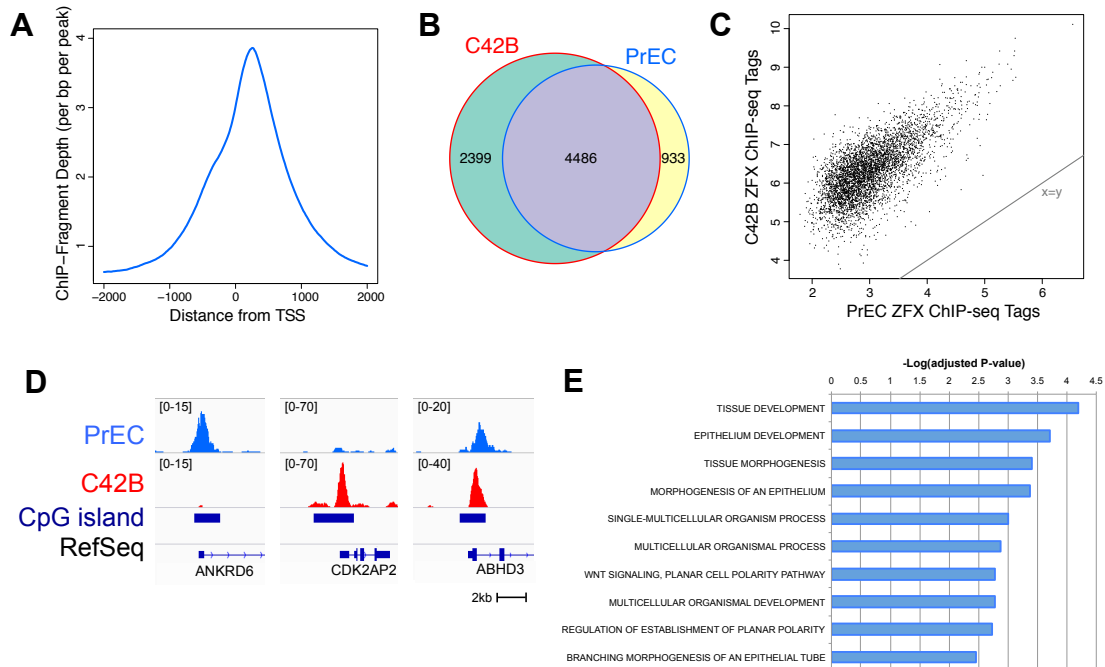 A
ChIP−Fragment Depth (per bp per peak)
4
3
2
1
−2000
−1000
0
1000
2000
Distance from TSS
B
C42B
PrEC
2399
4486
933
C
C42B ZFX ChIP-seq Tags
10
9
8
7
6
5
4
x=y
2
3
4
5
6
PrEC ZFX ChIP-seq Tags
D
[0-15]
[0-70]
[0-20]
PrEC
[0-15]
[0-70]
[0-40]
C42B
CpG island
RefSeq
ANKRD6
CDK2AP2
ABHD3
2kb
E
-Log(adjusted P-value)
0
0.5
1
1.5
2
2.5
3
3.5
4
4.5
TISSUE DEVELOPMENT
EPITHELIUM DEVELOPMENT
TISSUE MORPHOGENESIS
MORPHOGENESIS OF AN EPITHELIUM
SINGLE-MULTICELLULAR ORGANISM PROCESS
MULTICELLULAR ORGANISMAL PROCESS
WNT SIGNALING, PLANAR CELL POLARITY PATHWAY
MULTICELLULAR ORGANISMAL DEVELOPMENT
REGULATION OF ESTABLISHMENT OF PLANAR POLARITY
BRANCHING MORPHOGENESIS OF AN EPITHELIAL TUBE